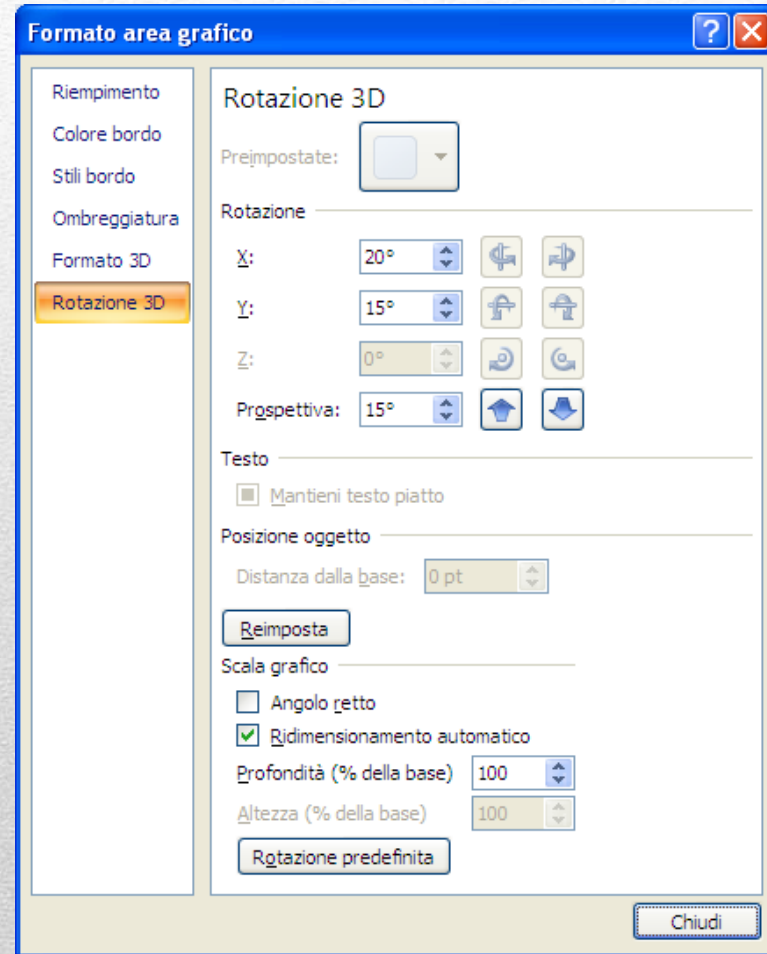 Formato area grafico
Riempimento
Colore bordo
Stili bordo
Ombreggiatura
Formato 3D
Rotazione 3D
Rotazione 3D
Preimpostate:
Rotazione
X: 20°
Y: 15°
Z: 0°
Prospettiva: 15°
Testo
Mantieni testo piatto
Posizione oggetto
Distanza dalla base: 0 pt
Reimposta
Scala grafico
Angolo retto
Ridimensionamento automatico
Profondità (% della base) 100
Altezza (% della base) 100
Rotazione predefinita
Chiudi